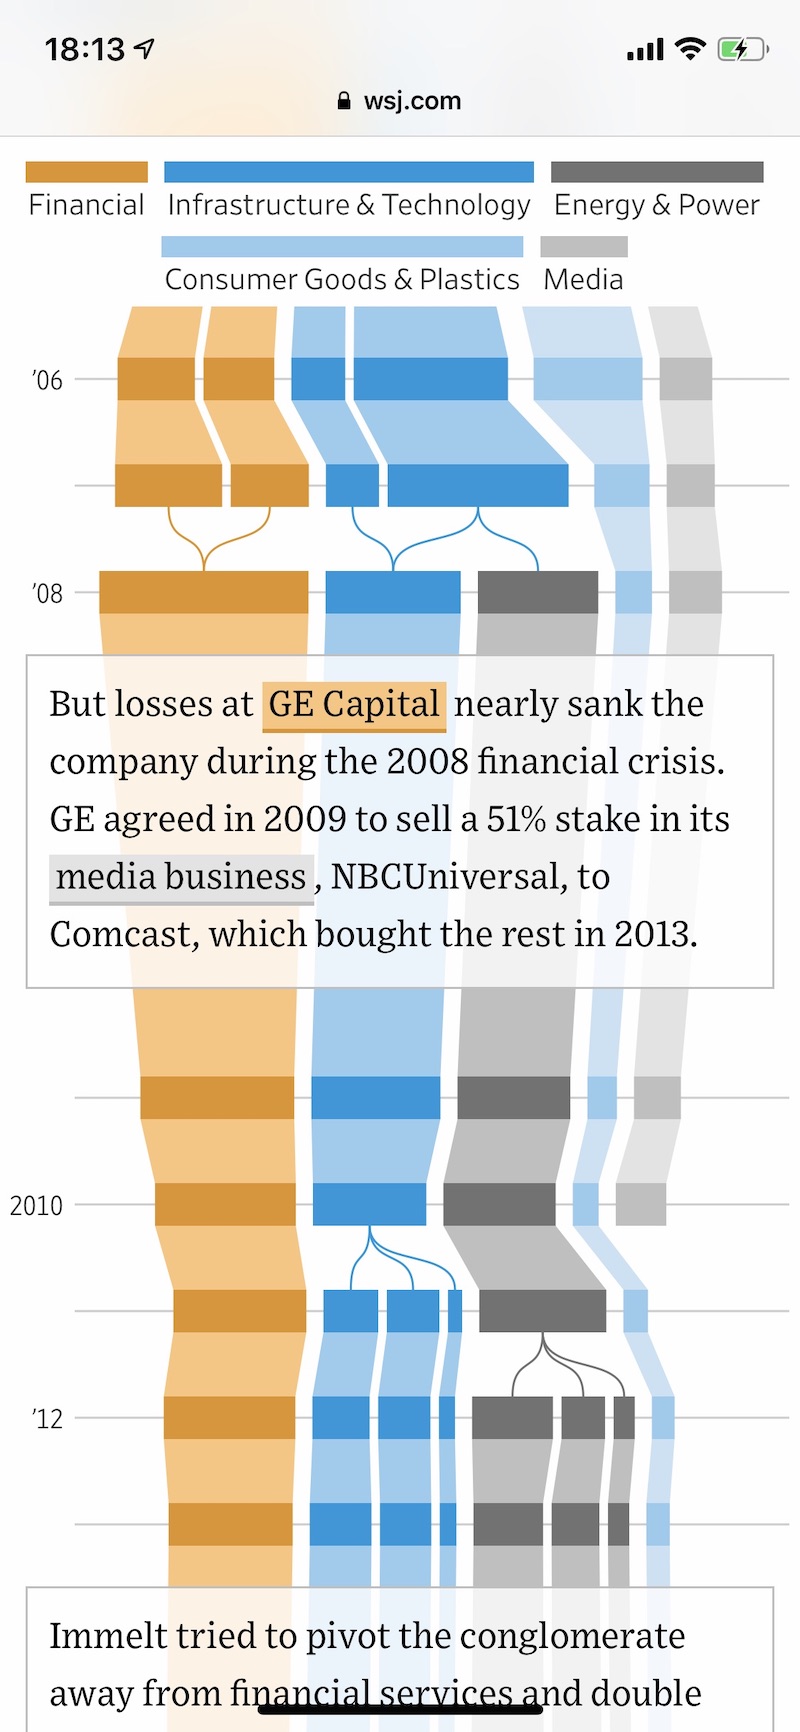 18:13
wsj.com
Financial
Infrastructure & Technology
Energy & Power
Consumer Goods & Plastics
Media
’06
’08
But losses at GE Capital nearly sank the
company during the 2008 financial crisis.
GE agreed in 2009 to sell a 51% stake in its
media business, NBCUniversal, to
Comcast, which bought the rest in 2013.
2010
’12
Immelt tried to pivot the conglomerate
away from financial services and double